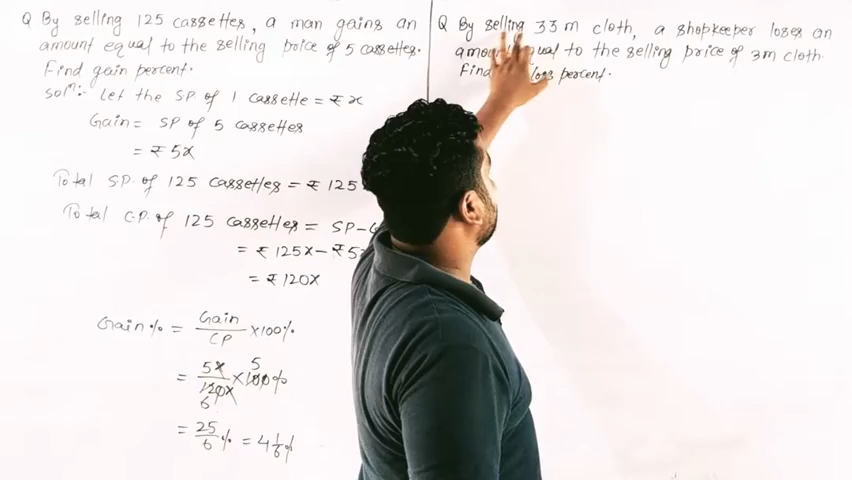 Q By selling 125 cassettes, a man gains an
amount equal to the selling price of 5 cassettes.
Find gain percent.
Solⁿ:- Let the SP of 1 cassette = ₹ x
Gain = SP of 5 cassettes
= ₹ 5x
Total S.P. of 125 cassettes = ₹ 125
Total C.P. of 125 cassettes = SP-
= ₹ 125x - ₹ 5x
= ₹ 120x
Gain % = Gain/CP × 100%
= 5x/120x × 100%
6 5
= 25/6 % = 4 1/6 %
Q By selling 33 m cloth, a shopkeeper loses an
equal to the selling price of 3m cloth.
Find loss percent.